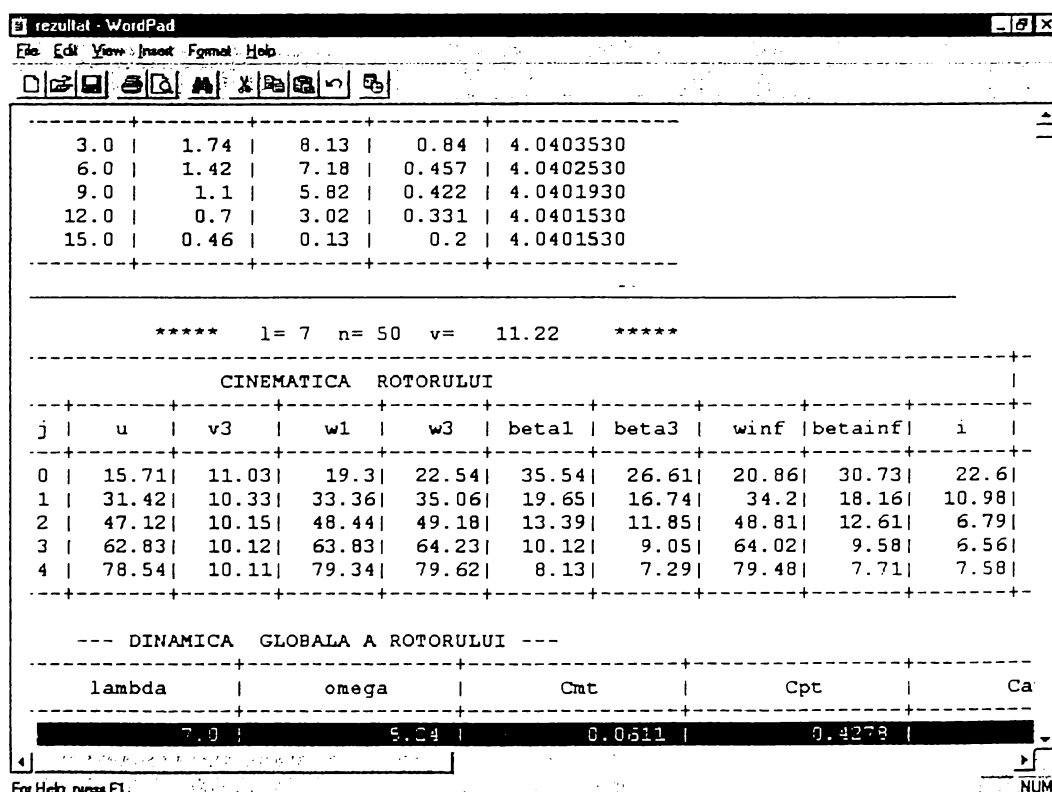 rezultat - WordPad
File Edit View Insert Format Help
--------+--------+--------+--------+---------------
3.0 | 1.74 | 8.13 | 0.84 | 4.0403530
6.0 | 1.42 | 7.18 | 0.457 | 4.0402530
9.0 | 1.1 | 5.82 | 0.422 | 4.0401930
12.0 | 0.7 | 3.02 | 0.331 | 4.0401530
15.0 | 0.46 | 0.13 | 0.2 | 4.0401530
***** l= 7 n= 50 v= 11.22 *****
CINEMATICA ROTORULUI |
j | u | v3 | w1 | w3 | beta1 | beta3 | winf |betainf| i |
0 | 15.71| 11.03| 19.3| 22.54| 35.54| 26.61| 20.86| 30.73| 22.6|
1 | 31.42| 10.33| 33.36| 35.06| 19.65| 16.74| 34.2| 18.16| 10.98|
2 | 47.12| 10.15| 48.44| 49.18| 13.39| 11.85| 48.81| 12.61| 6.79|
3 | 62.83| 10.12| 63.83| 64.23| 10.12| 9.05| 64.02| 9.58| 6.56|
4 | 78.54| 10.11| 79.34| 79.62| 8.13| 7.29| 79.48| 7.71| 7.58|
--- DINAMICA GLOBALA A ROTORULUI ---
lambda | omega | Cmt | Cpt | Ca
7.0 | 5.24 | 0.0611 | 0.4278 |
For Help, press F1
NUM